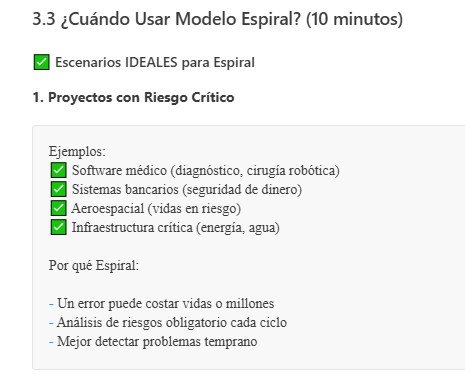 3.3 ¿Cuándo Usar Modelo Espiral? (10 minutos)
✅ Escenarios IDEALES para Espiral
1. Proyectos con Riesgo Crítico
Ejemplos:
✅ Software médico (diagnóstico, cirugía robótica)
✅ Sistemas bancarios (seguridad de dinero)
✅ Aeroespacial (vidas en riesgo)
✅ Infraestructura crítica (energía, agua)
Por qué Espiral:
- Un error puede costar vidas o millones
- Análisis de riesgos obligatorio cada ciclo
- Mejor detectar problemas temprano